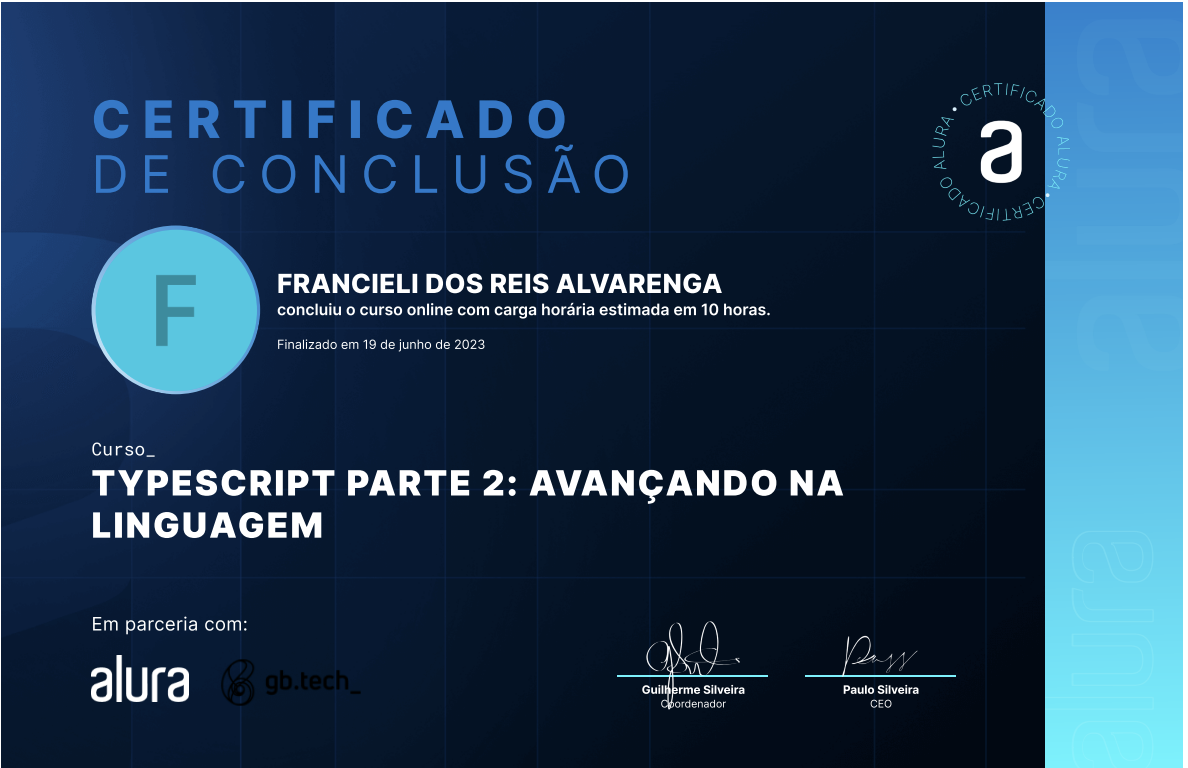 CERTIFICADO
DE CONCLUSÃO
• CERTIFICADO ALURA • CERTIFICADO ALURA
a
F
FRANCIELI DOS REIS ALVARENGA
concluiu o curso online com carga horária estimada em 10 horas.
Finalizado em 19 de junho de 2023
Curso_
TYPESCRIPT PARTE 2: AVANÇANDO NA
LINGUAGEM
Em parceria com:
alura
gb.tech_
Guilherme Silveira
Coordenador
Paulo Silveira
CEO
alura
alura